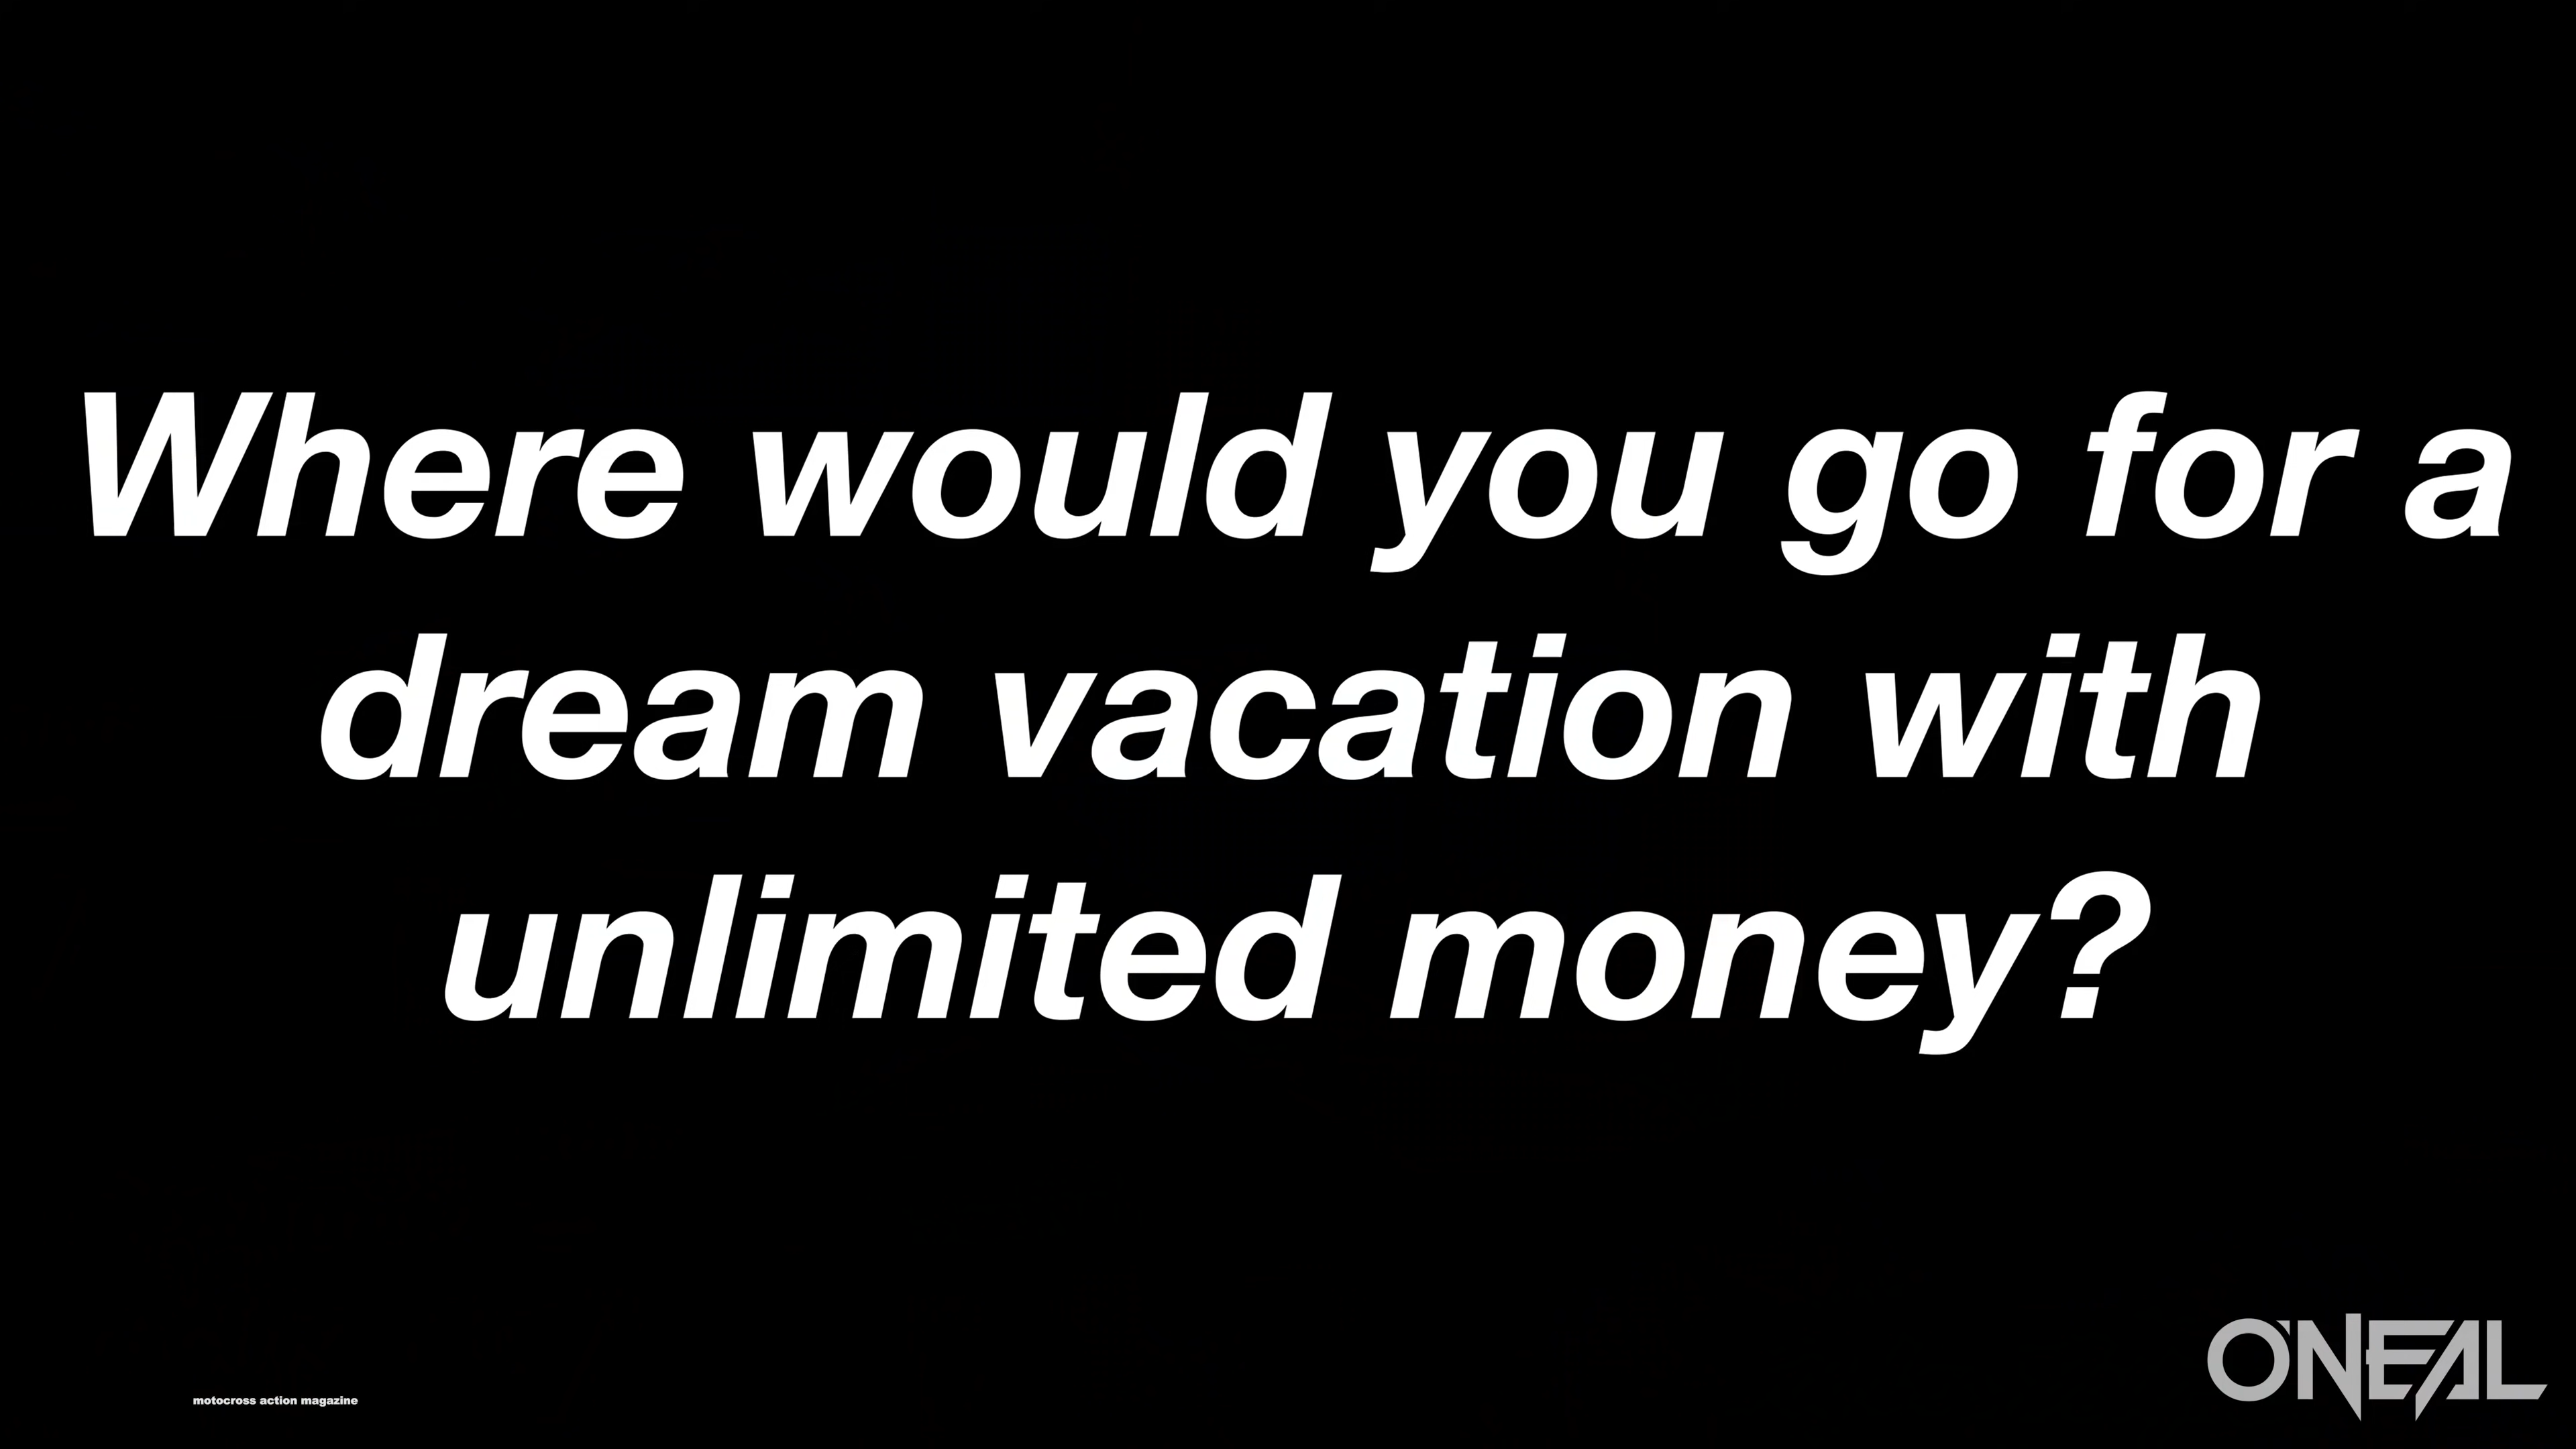 Where would you go for a
dream vacation with
unlimited money?
motocross action magazine
O'NEAL